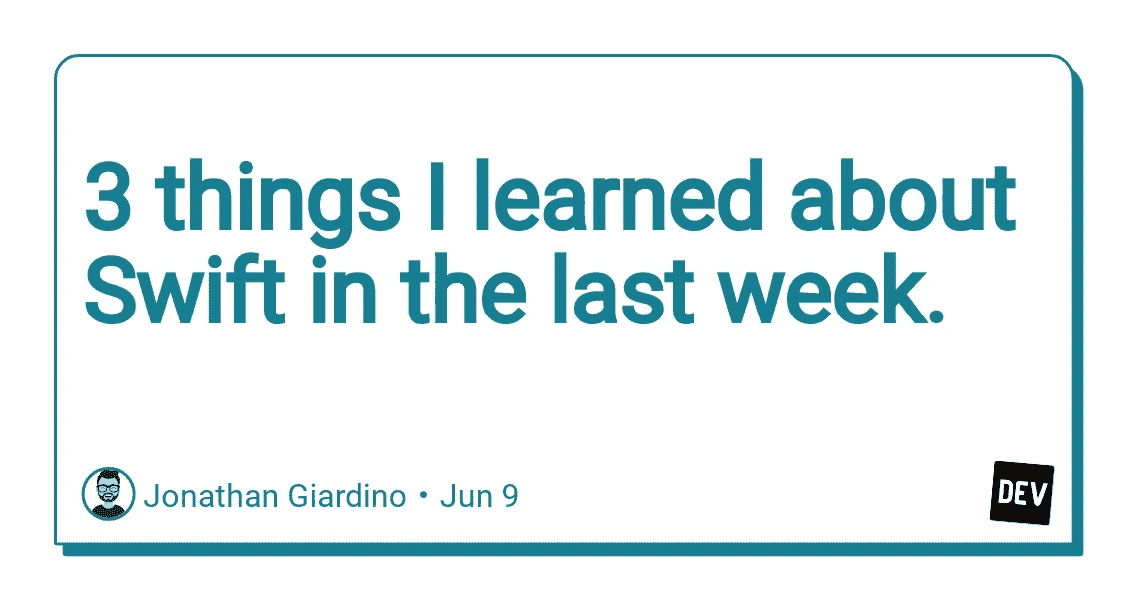 3 things I learned about
Swift in the last week.
Jonathan Giardino • Jun 9
DEV